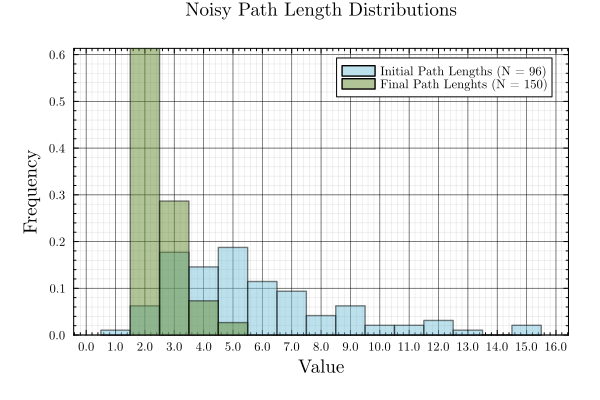 Noisy Path Length Distributions
Initial Path Lengths (N = 96)
Final Path Lenghts (N = 150)
Frequency
0.6
0.5
0.4
0.3
0.2
0.1
0.0
0.0 1.0 2.0 3.0 4.0 5.0 6.0 7.0 8.0 9.0 10.0 11.0 12.0 13.0 14.0 15.0 16.0
Value